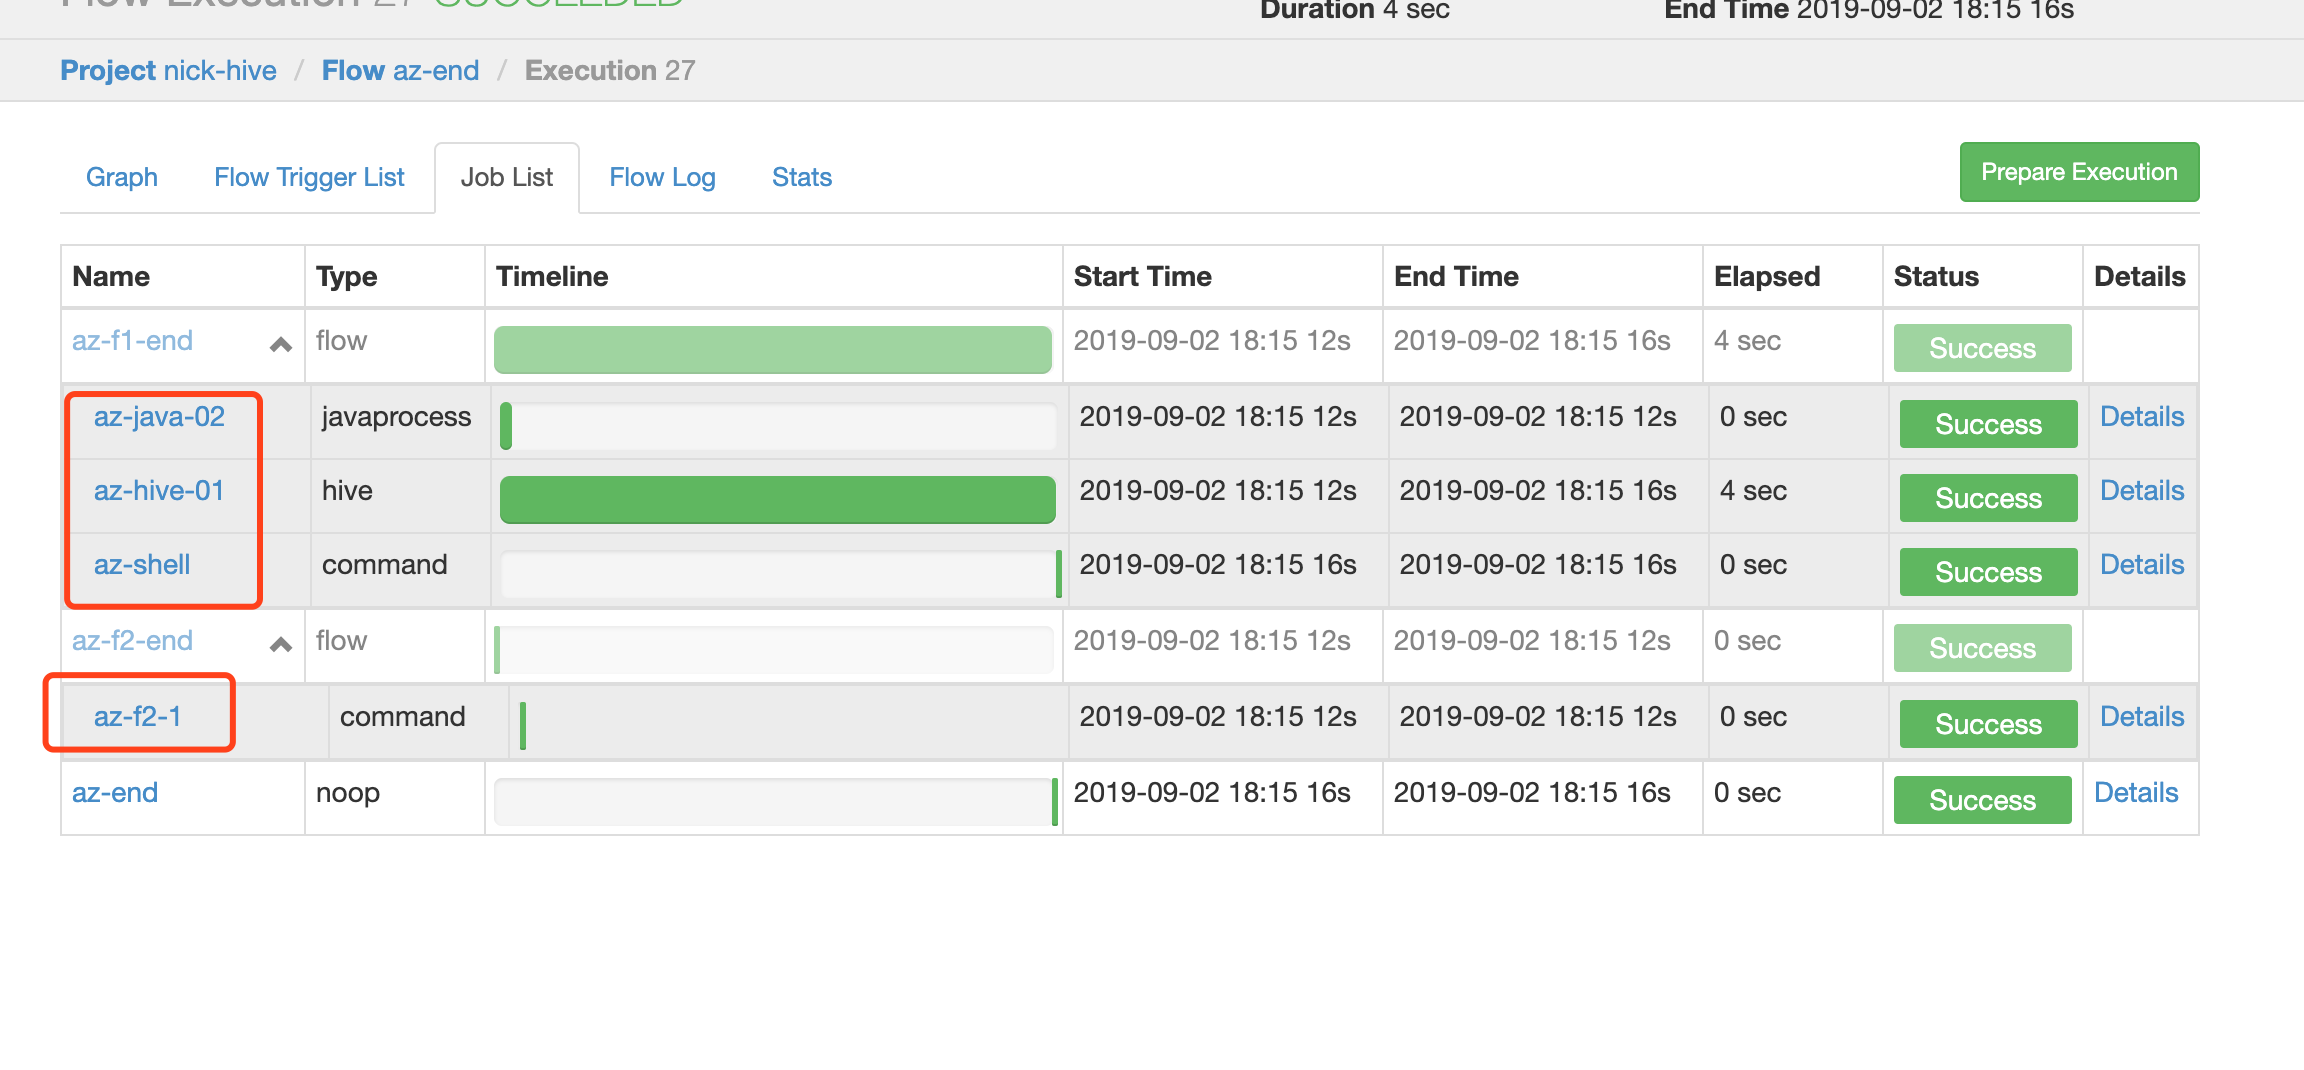 Flow Execution 27 SUCCEEDED
Duration 4 sec
End Time 2019-09-02 18:15 16s
Project nick-hive / Flow az-end / Execution 27
Graph Flow Trigger List Job List Flow Log Stats
Prepare Execution
Name Type Timeline Start Time End Time Elapsed Status Details
az-f1-end flow 2019-09-02 18:15 12s 2019-09-02 18:15 16s 4 sec Success
az-java-02 javaprocess 2019-09-02 18:15 12s 2019-09-02 18:15 12s 0 sec Success Details
az-hive-01 hive 2019-09-02 18:15 12s 2019-09-02 18:15 16s 4 sec Success Details
az-shell command 2019-09-02 18:15 16s 2019-09-02 18:15 16s 0 sec Success Details
az-f2-end flow 2019-09-02 18:15 12s 2019-09-02 18:15 12s 0 sec Success
az-f2-1 command 2019-09-02 18:15 12s 2019-09-02 18:15 12s 0 sec Success Details
az-end noop 2019-09-02 18:15 16s 2019-09-02 18:15 16s 0 sec Success Details